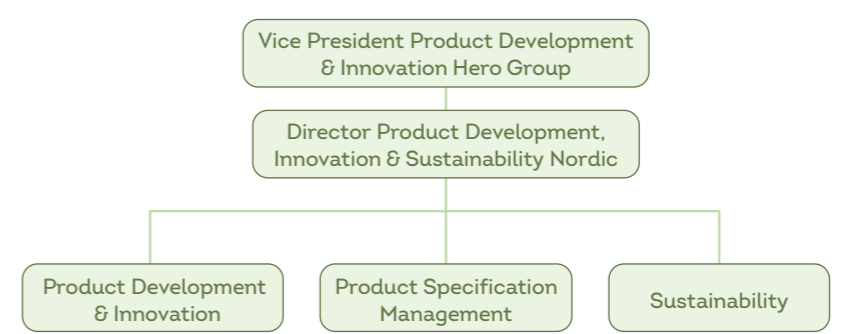 Vice President Product Development
& Innovation Hero Group
Director Product Development,
Innovation & Sustainability Nordic
Product Development
& Innovation
Product Specification
Management
Sustainability